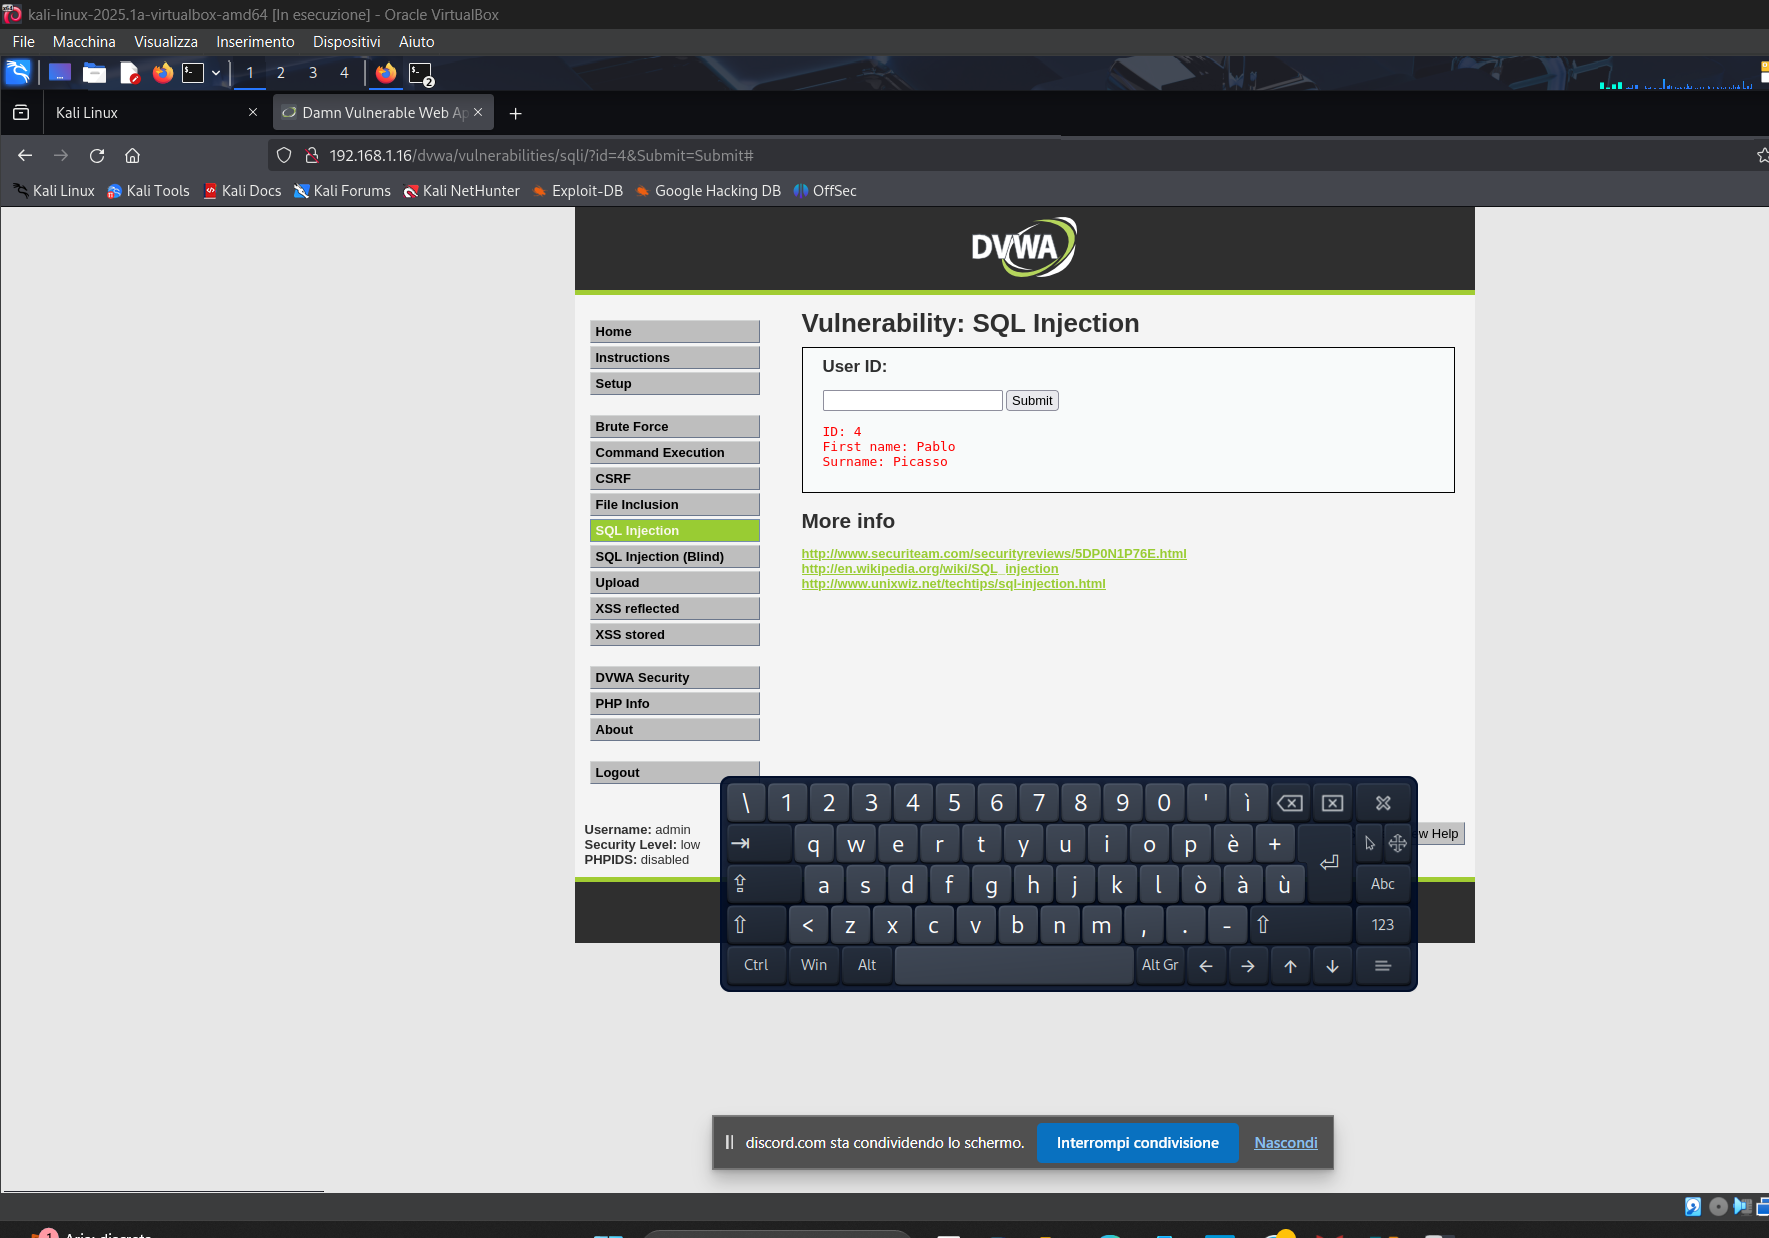 kali-linux-2025.1a-virtualbox-amd64 [In esecuzione] - Oracle VirtualBox
File Macchina Visualizza Inserimento Dispositivi Aiuto
1 2 3 4 2
Kali Linux
Damn Vulnerable Web Ap
192.168.1.16/dvwa/vulnerabilities/sqli/?id=4&Submit=Submit#
Kali Linux Kali Tools Kali Docs Kali Forums Kali NetHunter Exploit-DB Google Hacking DB OffSec
DVWA
Home
Instructions
Setup
Brute Force
Command Execution
CSRF
File Inclusion
SQL Injection
SQL Injection (Blind)
Upload
XSS reflected
XSS stored
DVWA Security
PHP Info
About
Logout
Vulnerability: SQL Injection
User ID:
Submit
ID: 4
First name: Pablo
Surname: Picasso
More info
http://www.securiteam.com/securityreviews/5DP0N1P76E.html
http://en.wikipedia.org/wiki/SQL_injection
http://www.unixwiz.net/techtips/sql-injection.html
Username: admin
Security Level: low
PHPIDS: disabled
w Help
\ 1 2 3 4 5 6 7 8 9 0 ' ì
q w e r t y u i o p è +
a s d f g h j k l ò à ù Abc
< z x c v b n m , . - 123
Ctrl Win Alt Alt Gr
discord.com sta condividendo lo schermo. Interrompi condivisione Nascondi
1